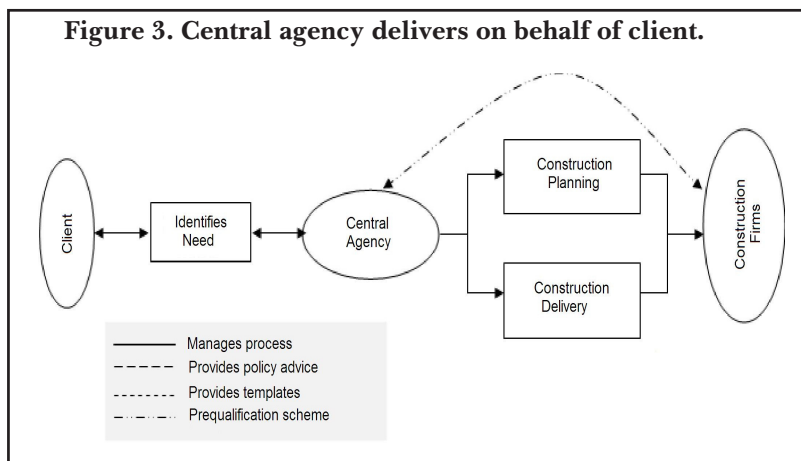 Figure 3. Central agency delivers on behalf of client.
Client
Identifies
Need
Central
Agency
Construction
Planning
Construction
Delivery
Construction
Firms
Manages process
Provides policy advice
Provides templates
Prequalification scheme